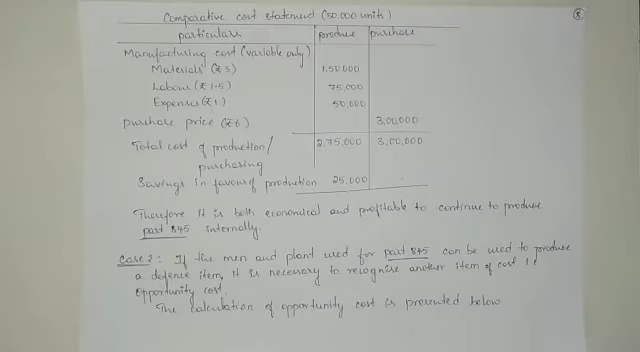 Comparative cost statement (50,000 units)
8
particulars produce purchase
Manufacturing cost (variable only)
Materials (₹3) 1,50,000
Labour (₹1.5) 75,000
Expenses (₹1) 50,000
purchase price (₹6) 3,00,000
Total cost of production/ 2,75,000 3,00,000
purchasing
Savings in favour of production 25,000
Therefore it is both economical and profitable to continue to produce
part 845 internally.
Case 2: If the men and plant used for part 845 can be used to produce
a defence item, it is necessary to recognise another item of cost i.e
opportunity cost.
The calculation of opportunity cost is presented below